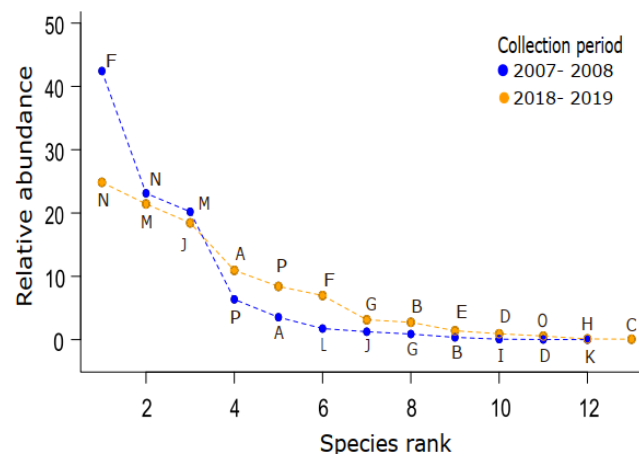 50
40
30
20
10
0
Relative abundance
Collection period
2007- 2008
2018- 2019
F
N
M
N
M
J
A
P
F
G
B
E
D
O
H
C
P
A
L
J
G
B
I
D
K
2 4 6 8 10 12
Species rank